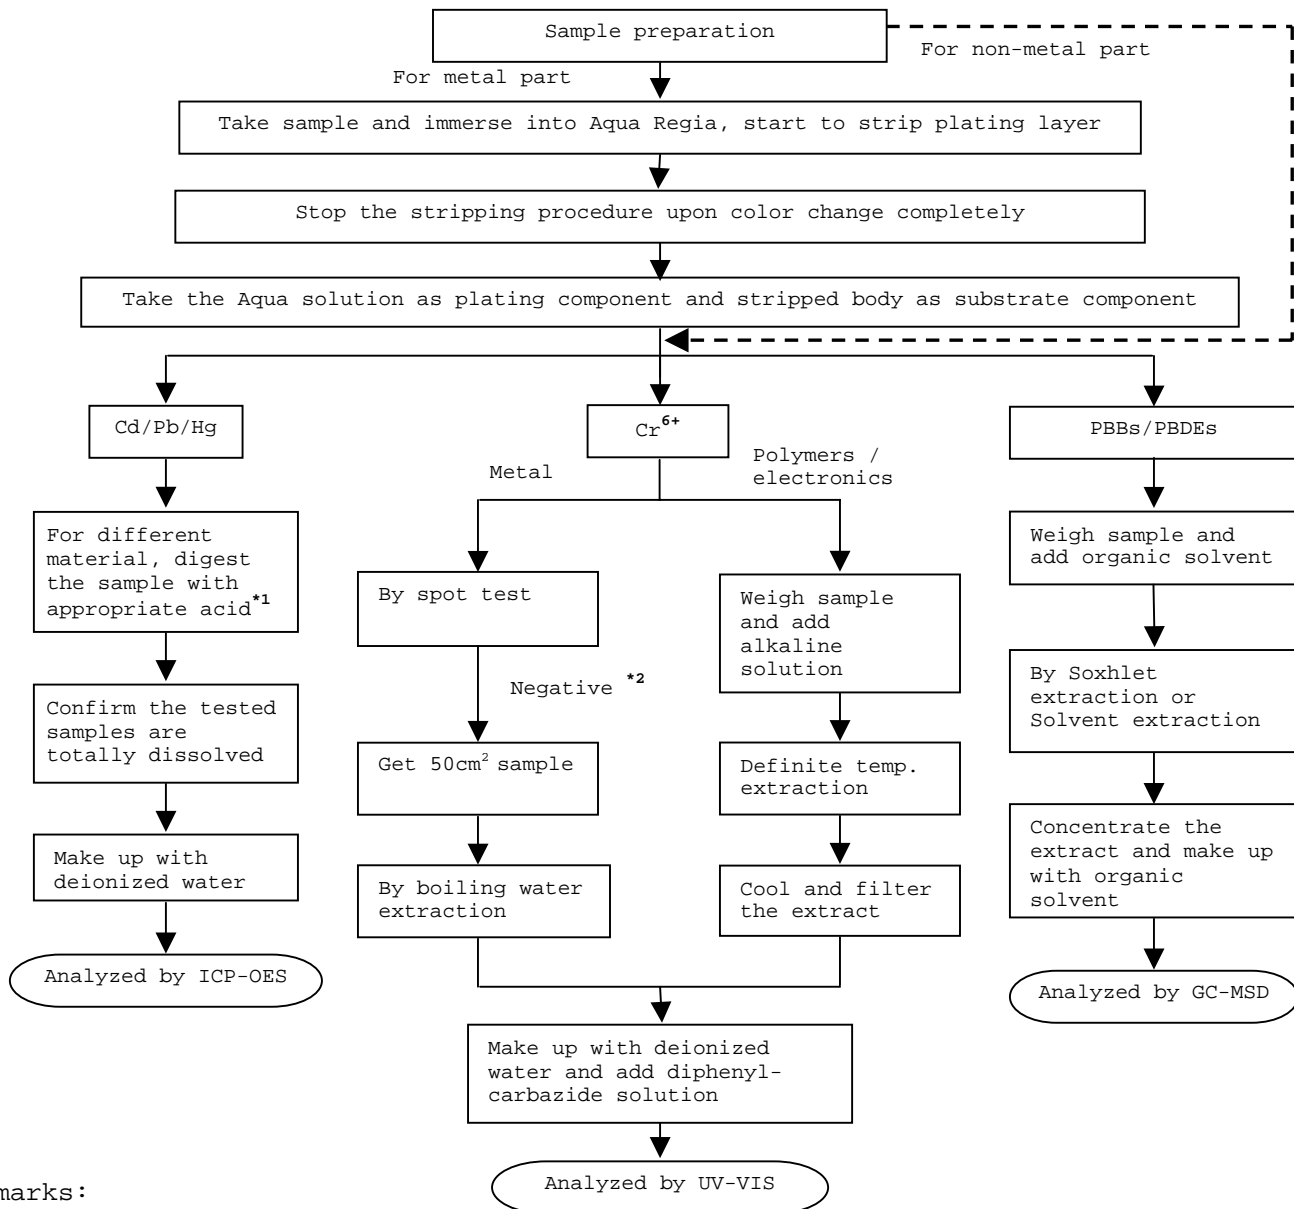 Sample preparation
For non-metal part
For metal part
Take sample and immerse into Aqua Regia, start to strip plating layer
Stop the stripping procedure upon color change completely
Take the Aqua solution as plating component and stripped body as substrate component
Cd/Pb/Hg
Cr6+
PBBs/PBDEs
Metal
Polymers /
electronics
For different
material, digest
the sample with
appropriate acid*1
Confirm the tested
samples are
totally dissolved
Make up with
deionized water
Analyzed by ICP-OES
By spot test
Negative *2
Get 50cm2 sample
By boiling water
extraction
Weigh sample
and add
alkaline
solution
Definite temp.
extraction
Cool and filter
the extract
Make up with deionized
water and add diphenyl-
carbazide solution
Analyzed by UV-VIS
Weigh sample and
add organic solvent
By Soxhlet
extraction or
Solvent extraction
Concentrate the
extract and make up
with organic
solvent
Analyzed by GC-MSD
marks: